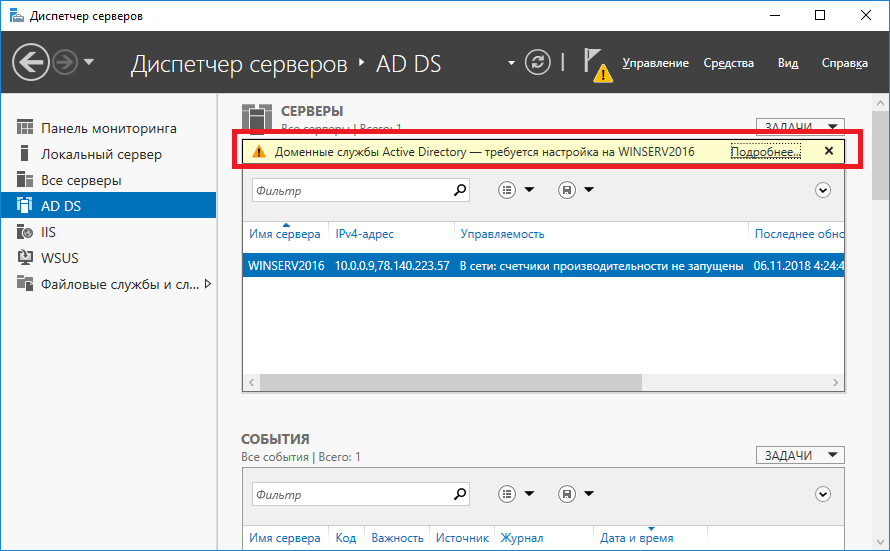 Диспетчер серверов
Диспетчер серверов ‣ AD DS
Управление Средства Вид Справка
Панель мониторинга
Локальный сервер
Все серверы
AD DS
IIS
WSUS
Файловые службы и сл...
СЕРВЕРЫ
Все серверы | Всего: 1
ЗАДАЧИ
Доменные службы Active Directory — требуется настройка на WINSERV2016 Подробнее...
Фильтр
Имя сервера IPv4-адрес Управляемость Последнее обно
WINSERV2016 10.0.0.9,78.140.223.57 В сети: счетчики производительности не запущены 06.11.2018 4:24:4
СОБЫТИЯ
Все события | Всего: 1
ЗАДАЧИ
Фильтр
Имя сервера Код Важность Источник Журнал Дата и время